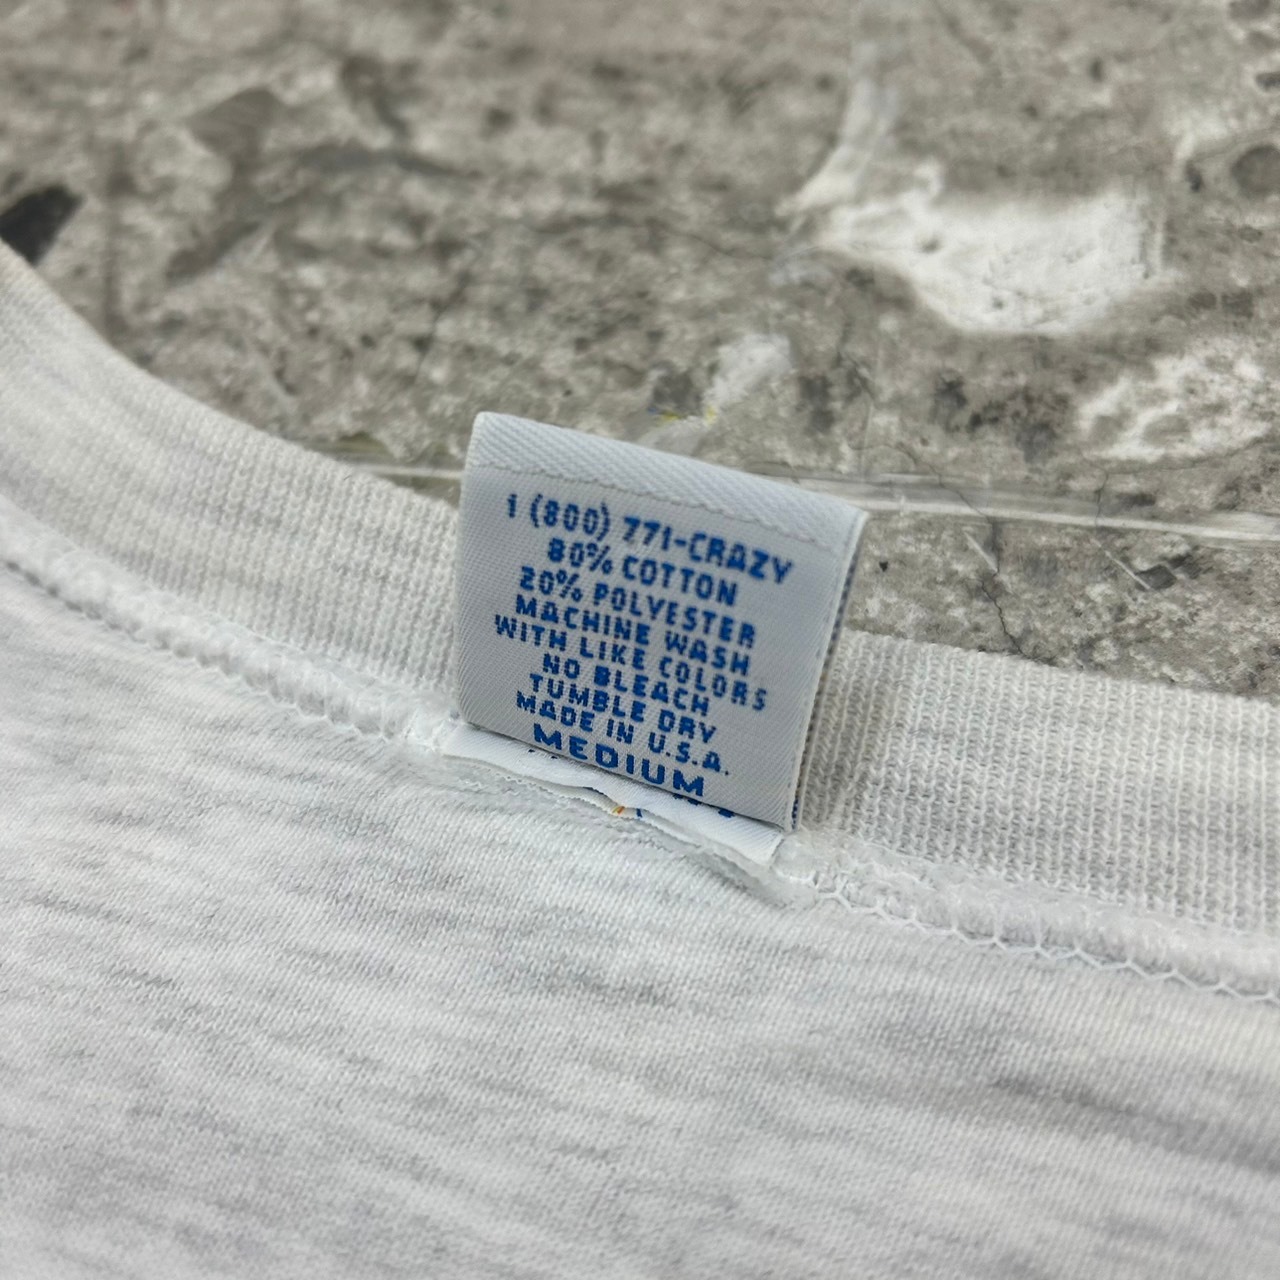 1 (800) 771-CRAZY
80% COTTON
20% POLYESTER
MACHINE WASH
WITH LIKE COLORS
NO BLEACH
TUMBLE DRY
MADE IN U.S.A.
MEDIUM